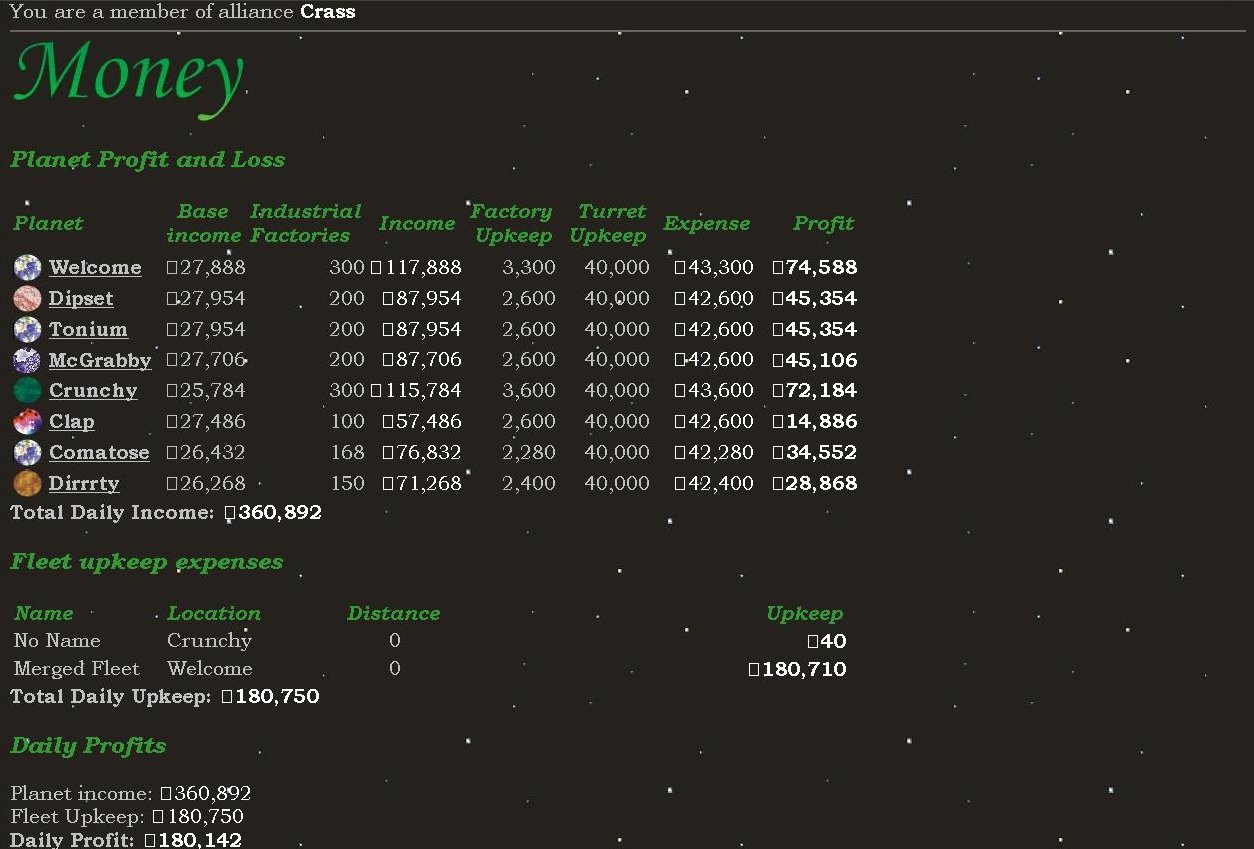 You are a member of alliance Crass
Money
Planet Profit and Loss
Planet Base income Industrial Factories Income Factory Upkeep Turret Upkeep Expense Profit
Welcome □27,888 300 □117,888 3,300 40,000 □43,300 □74,588
Dipset □27,954 200 □87,954 2,600 40,000 □42,600 □45,354
Tonium □27,954 200 □87,954 2,600 40,000 □42,600 □45,354
McGrabby □27,706 200 □87,706 2,600 40,000 □42,600 □45,106
Crunchy □25,784 300 □115,784 3,600 40,000 □43,600 □72,184
Clap □27,486 100 □57,486 2,600 40,000 □42,600 □14,886
Comatose □26,432 168 □76,832 2,280 40,000 □42,280 □34,552
Dirrrty □26,268 150 □71,268 2,400 40,000 □42,400 □28,868
Total Daily Income: □360,892
Fleet upkeep expenses
Name Location Distance Upkeep
No Name Crunchy 0 □40
Merged Fleet Welcome 0 □180,710
Total Daily Upkeep: □180,750
Daily Profits
Planet income: □360,892
Fleet Upkeep: □180,750
Daily Profit: □180,142